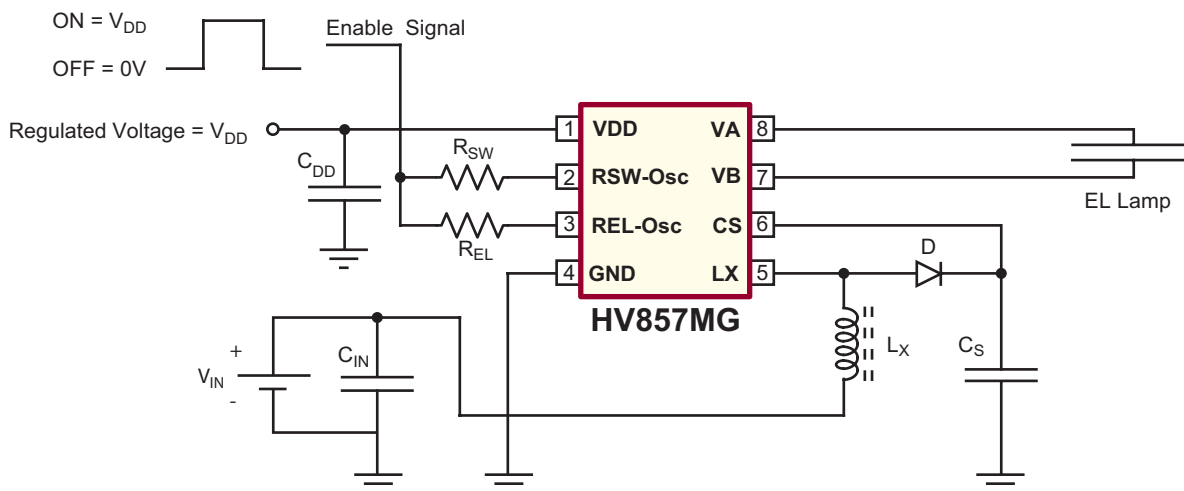 ON = V_DD
Enable Signal
OFF = 0V
Regulated Voltage = V_DD
C_DD
R_SW
R_EL
1 VDD VA 8
2 RSW-Osc VB 7
3 REL-Osc CS 6
4 GND LX 5
HV857MG
EL Lamp
D
L_X
C_S
+
V_IN
-
C_IN